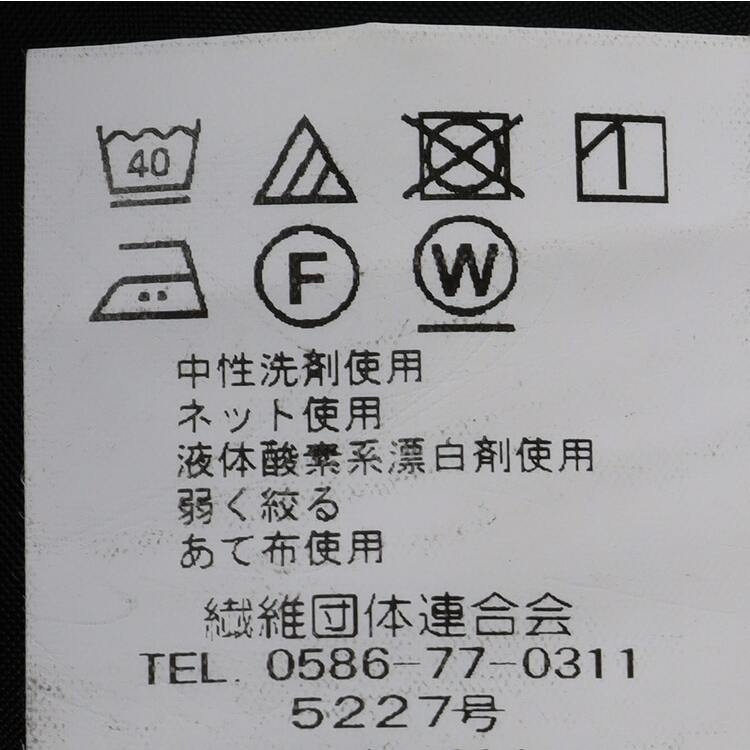 40
F W
中性洗剤使用
ネット使用
液体酸素系漂白剤使用
弱く絞る
あて布使用
繊維団体連合会
TEL. 0586-77-0311
5227号